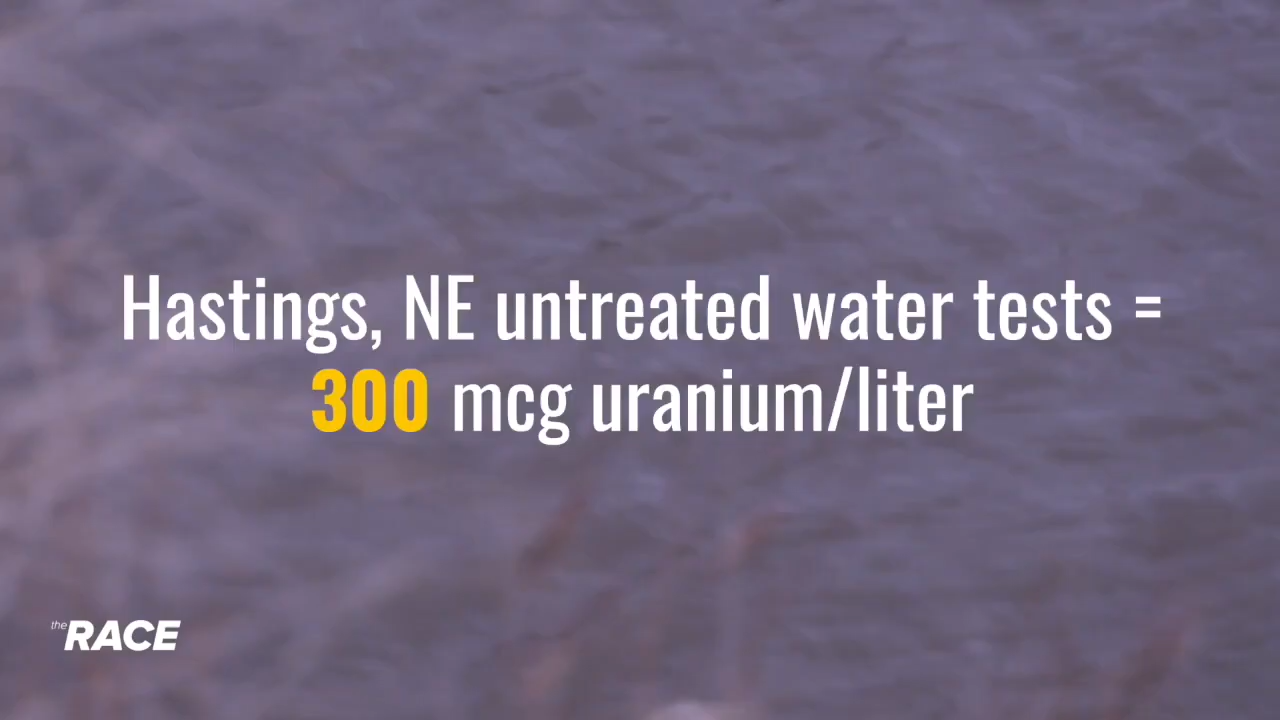 Hastings, NE untreated water tests =
300 mcg uranium/liter
the RACE